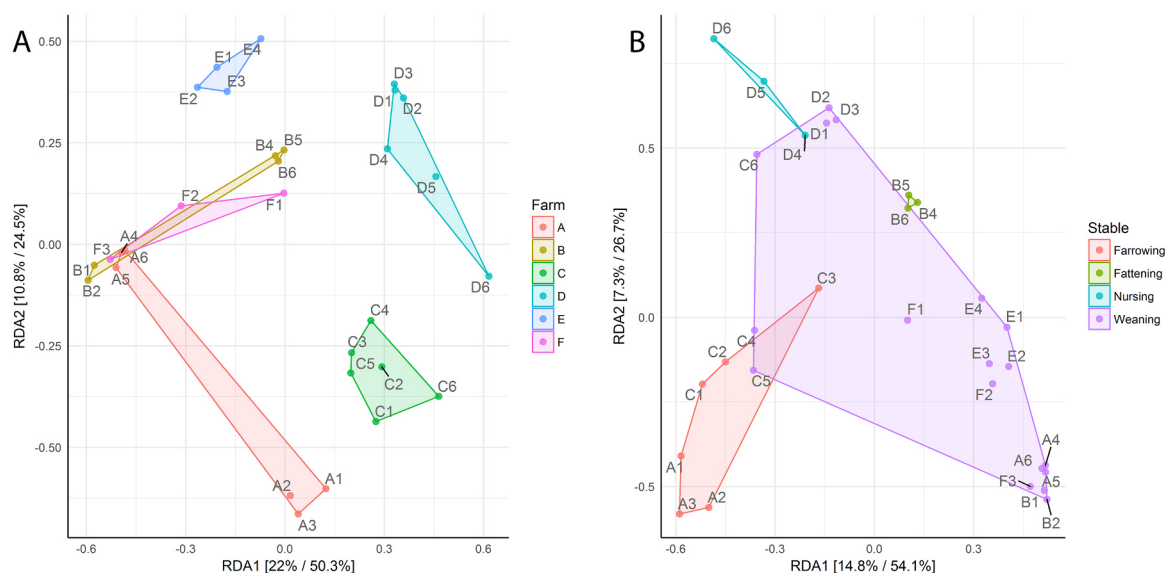 A
RDA2 [10.8% / 24.5%]
0.50
0.25
0.00
-0.25
-0.50
E4
E1
E3
E2
D3
D1
D2
D4
D5
D6
B5
B4
B6
F2
F1
A4
F3
A6
B1
A5
B2
C4
C3
C5
C2
C6
C1
A1
A2
A3
-0.6
-0.3
0.0
0.3
0.6
RDA1 [22% / 50.3%]
Farm
A
B
C
D
E
F
B
RDA2 [7.3% / 26.7%]
0.5
0.0
-0.5
D6
D5
D2
D3
D1
D4
C6
B5
B6
B4
C3
F1
E4
E1
C4
C2
E3
E2
C5
C1
F2
A4
A6
A1
F3
A5
A3
A2
B1
B2
-0.6
-0.3
0.0
0.3
RDA1 [14.8% / 54.1%]
Stable
Farrowing
Fattening
Nursing
Weaning